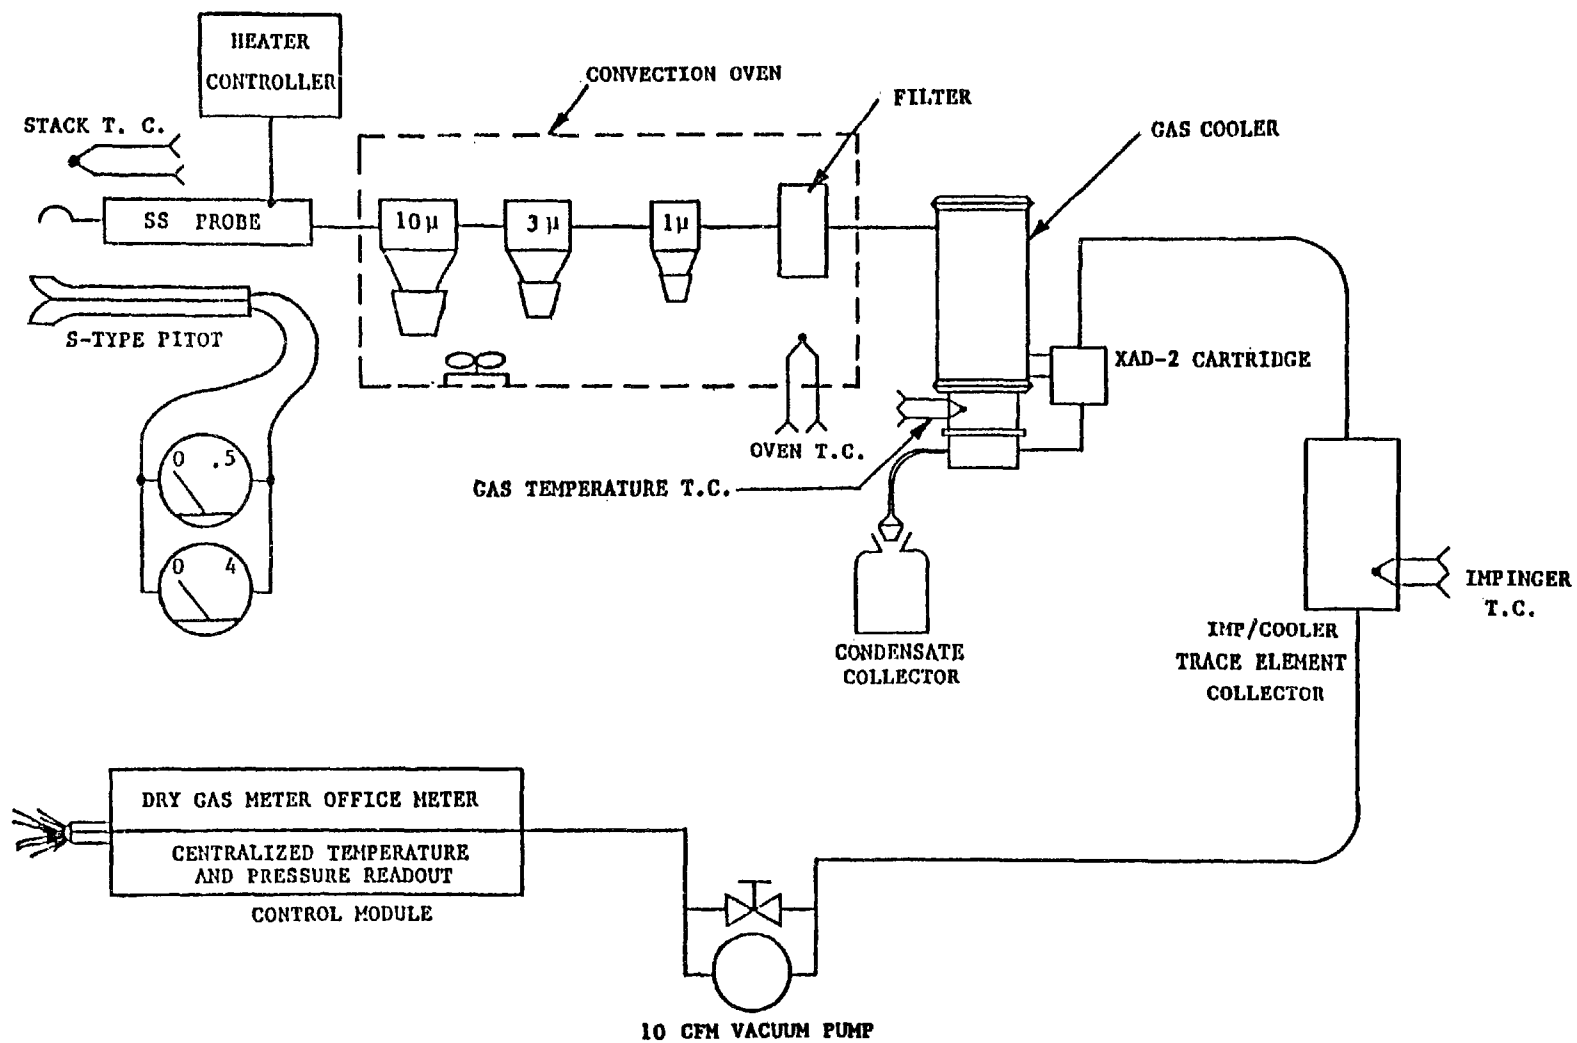 HEATER
CONTROLLER
CONVECTION OVEN
FILTER
GAS COOLER
STACK T. C.
SS PROBE
10μ
3μ
1μ
S-TYPE PITOT
XAD-2 CARTRIDGE
OVEN T.C.
GAS TEMPERATURE T.C.
0 .5
0 4
IMPINGER
T.C.
CONDENSATE
COLLECTOR
IMP/COOLER
TRACE ELEMENT
COLLECTOR
DRY GAS METER OFFICE METER
CENTRALIZED TEMPERATURE
AND PRESSURE READOUT
CONTROL MODULE
10 CFM VACUUM PUMP